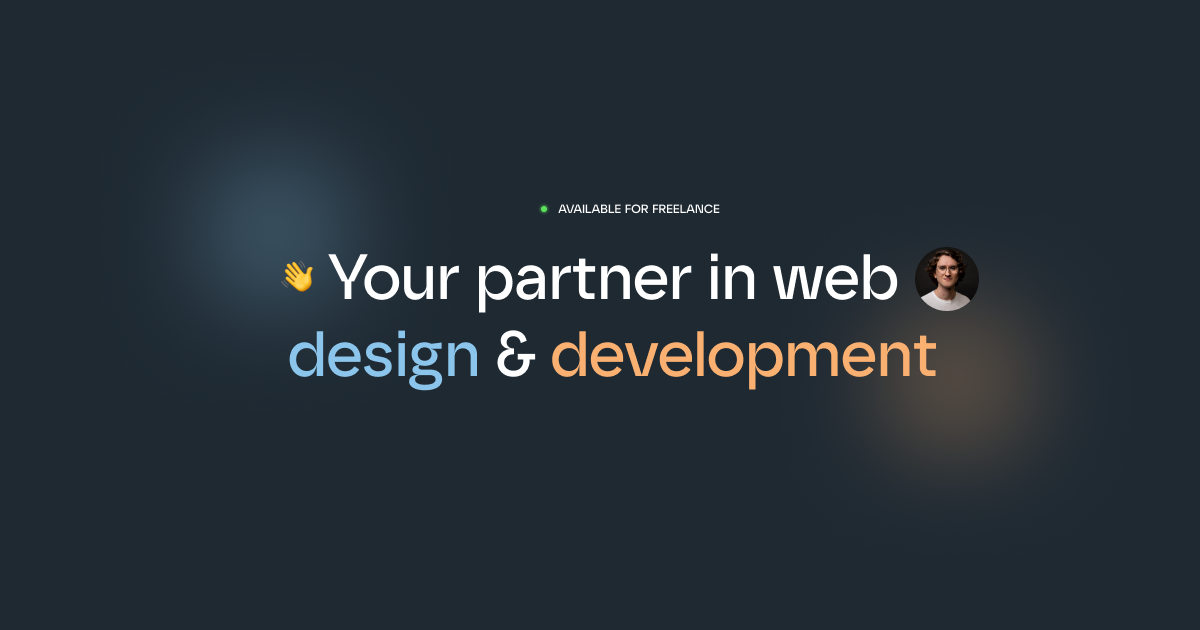 AVAILABLE FOR FREELANCE
👋 Your partner in web
design & development